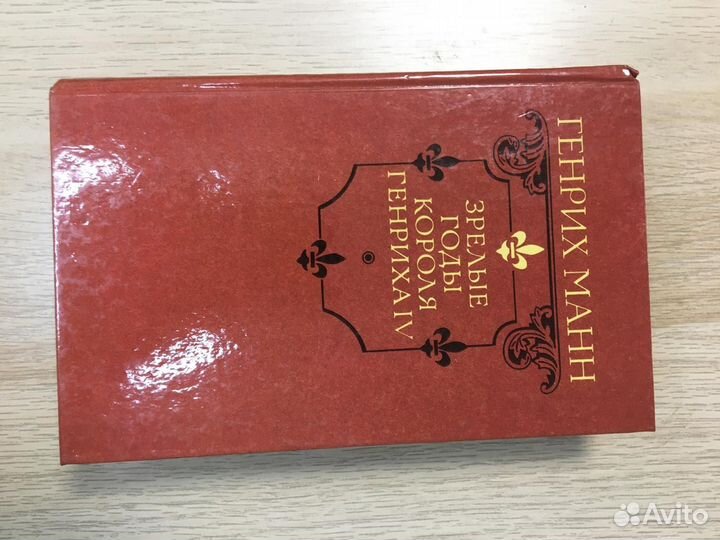 ГЕНРИХ МАНН
ЗРЕЛЫЕ
ГОДЫ
КОРОЛЯ
ГЕНРИХА IV
Avito